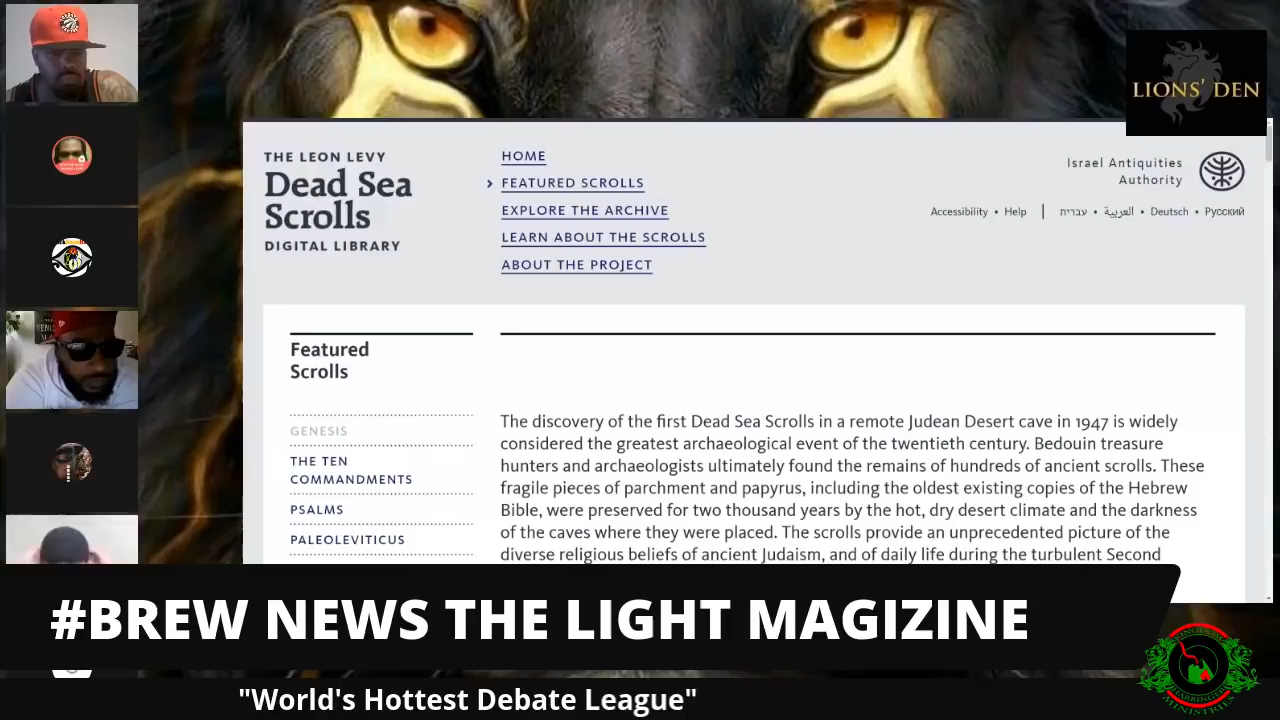 LIONS' DEN
THE LEON LEVY
Dead Sea
Scrolls
DIGITAL LIBRARY
HOME
FEATURED SCROLLS
EXPLORE THE ARCHIVE
LEARN ABOUT THE SCROLLS
ABOUT THE PROJECT
Israel Antiquities
Authority
Accessibility • Help | עברית • العربية • Deutsch • Русский
Featured
Scrolls
GENESIS
THE TEN
COMMANDMENTS
PSALMS
PALEOLEVITICUS
The discovery of the first Dead Sea Scrolls in a remote Judean Desert cave in 1947 is widely
considered the greatest archaeological event of the twentieth century. Bedouin treasure
hunters and archaeologists ultimately found the remains of hundreds of ancient scrolls. These
fragile pieces of parchment and papyrus, including the oldest existing copies of the Hebrew
Bible, were preserved for two thousand years by the hot, dry desert climate and the darkness
of the caves where they were placed. The scrolls provide an unprecedented picture of the
diverse religious beliefs of ancient Judaism, and of daily life during the turbulent Second
#BREW NEWS THE LIGHT MAGIZINE
KINGDOM
HARBINGER
MINISTRIES
"World's Hottest Debate League"